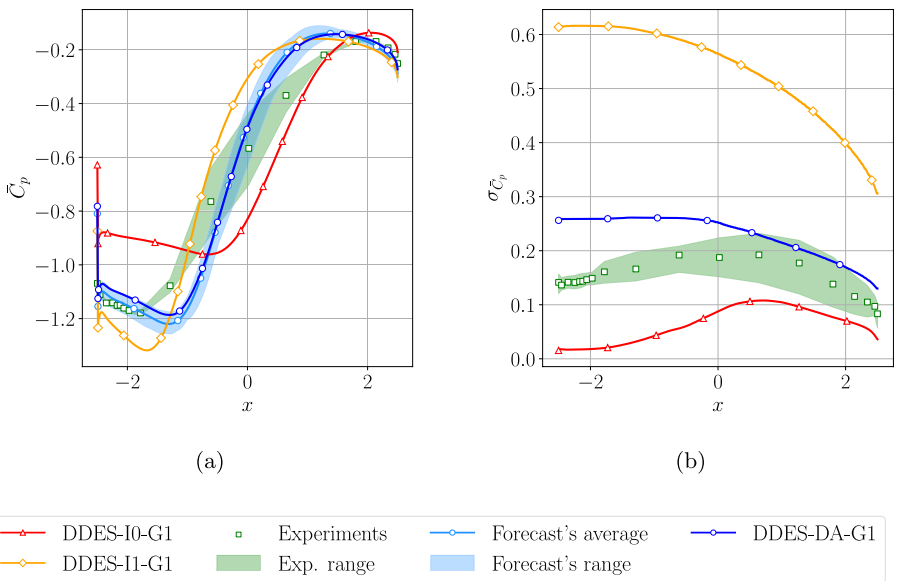 −0.2
−0.4
−0.6
−0.8
−1.0
−1.2
C̄p
−2
0
2
x
(a)
0.6
0.5
0.4
0.3
0.2
0.1
0.0
σC̄p
−2
0
2
x
(b)
DDES-I0-G1
Experiments
Forecast's average
DDES-DA-G1
DDES-I1-G1
Exp. range
Forecast's range